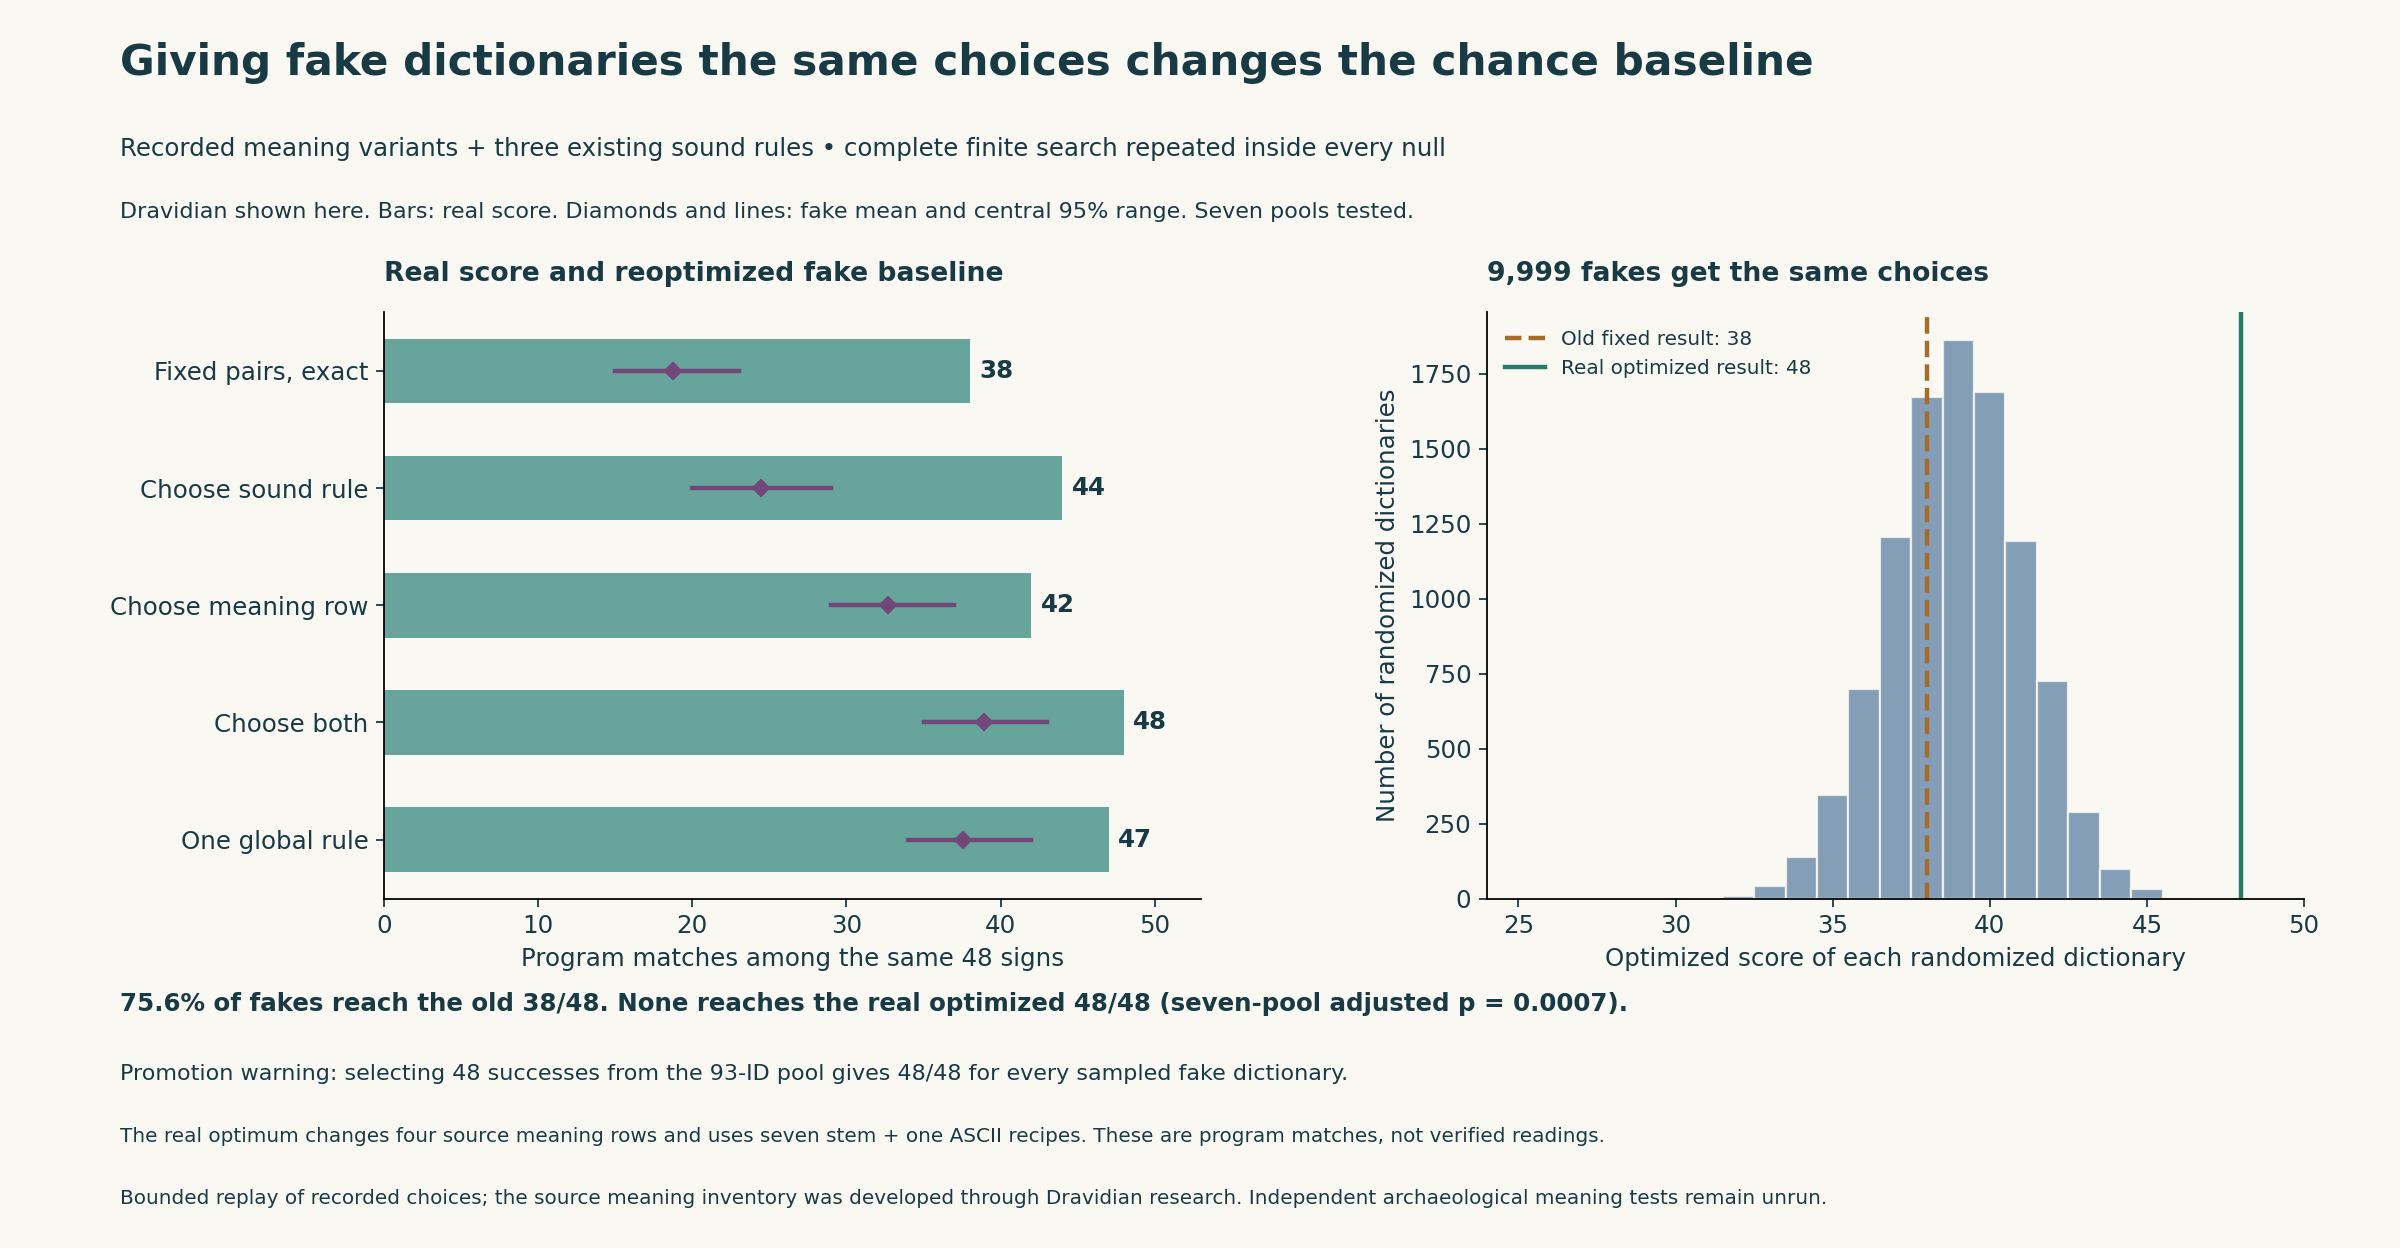 Giving fake dictionaries the same choices changes the chance baseline
Recorded meaning variants + three existing sound rules • complete finite search repeated inside every null
Dravidian shown here. Bars: real score. Diamonds and lines: fake mean and central 95% range. Seven pools tested.
Real score and reoptimized fake baseline
Fixed pairs, exact
38
Choose sound rule
44
Choose meaning row
42
Choose both
48
One global rule
47
0 10 20 30 40 50
Program matches among the same 48 signs
9,999 fakes get the same choices
Old fixed result: 38
Real optimized result: 48
Number of randomized dictionaries
1750
1500
1250
1000
750
500
250
0
25 30 35 40 45 50
Optimized score of each randomized dictionary
75.6% of fakes reach the old 38/48. None reaches the real optimized 48/48 (seven-pool adjusted p = 0.0007).
Promotion warning: selecting 48 successes from the 93-ID pool gives 48/48 for every sampled fake dictionary.
The real optimum changes four source meaning rows and uses seven stem + one ASCII recipes. These are program matches, not verified readings.
Bounded replay of recorded choices; the source meaning inventory was developed through Dravidian research. Independent archaeological meaning tests remain unrun.